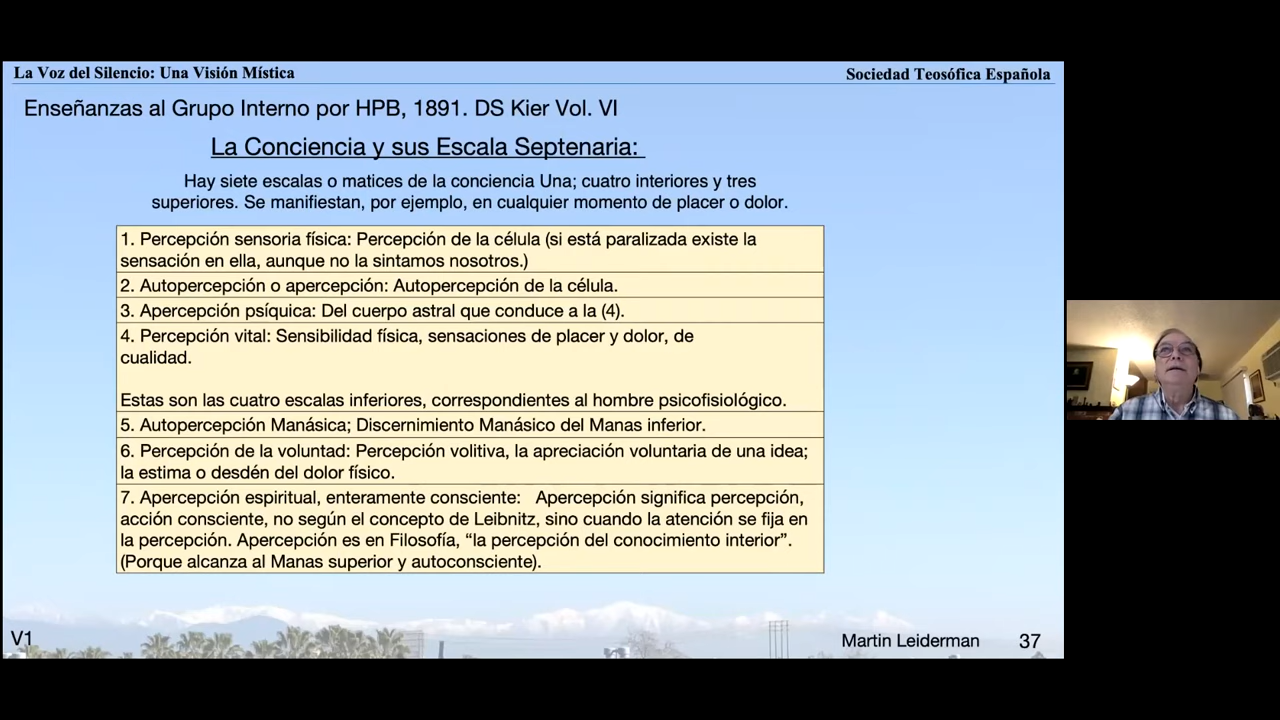 La Voz del Silencio: Una Visión Mística
Sociedad Teosófica Española
Enseñanzas al Grupo Interno por HPB, 1891. DS Kier Vol. VI
La Conciencia y sus Escala Septenaria:
Hay siete escalas o matices de la conciencia Una; cuatro interiores y tres
superiores. Se manifiestan, por ejemplo, en cualquier momento de placer o dolor.
1. Percepción sensoria física: Percepción de la célula (si está paralizada existe la
sensación en ella, aunque no la sintamos nosotros.)
2. Autopercepción o apercepción: Autopercepción de la célula.
3. Apercepción psíquica: Del cuerpo astral que conduce a la (4).
4. Percepción vital: Sensibilidad física, sensaciones de placer y dolor, de
cualidad.
Estas son las cuatro escalas inferiores, correspondientes al hombre psicofisiológico.
5. Autopercepción Manásica; Discernimiento Manásico del Manas inferior.
6. Percepción de la voluntad: Percepción volitiva, la apreciación voluntaria de una idea;
la estima o desdén del dolor físico.
7. Apercepción espiritual, enteramente consciente: Apercepción significa percepción,
acción consciente, no según el concepto de Leibnitz, sino cuando la atención se fija en
la percepción. Apercepción es en Filosofía, “la percepción del conocimiento interior”.
(Porque alcanza al Manas superior y autoconsciente).
V1
Martin Leiderman 37